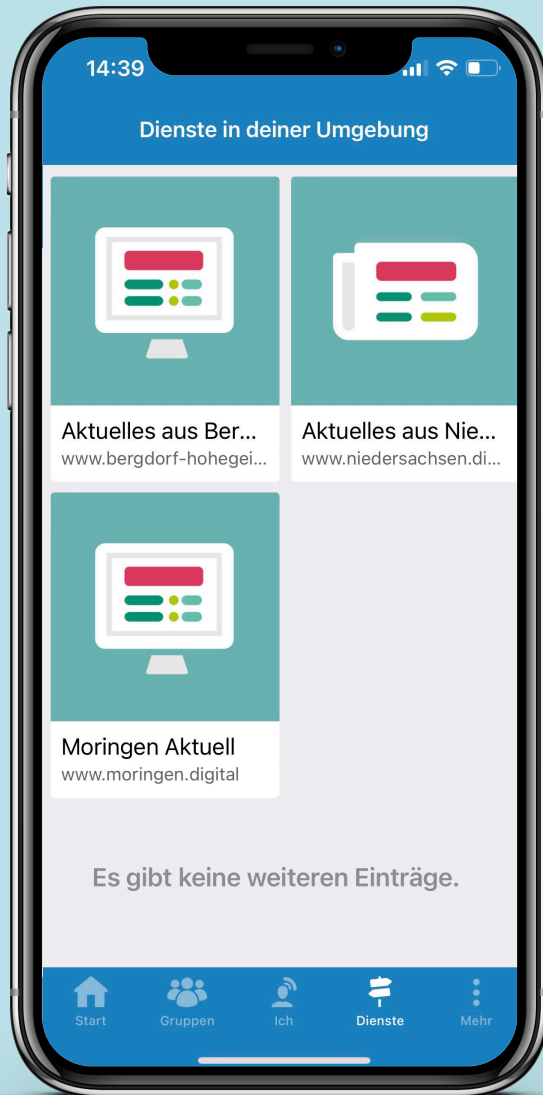 14:39
Dienste in deiner Umgebung
Aktuelles aus Ber...
www.bergdorf-hohegei...
Aktuelles aus Nie...
www.niedersachsen.di...
Moringen Aktuell
www.moringen.digital
Es gibt keine weiteren Einträge.
Start
Gruppen
Ich
Dienste
Mehr